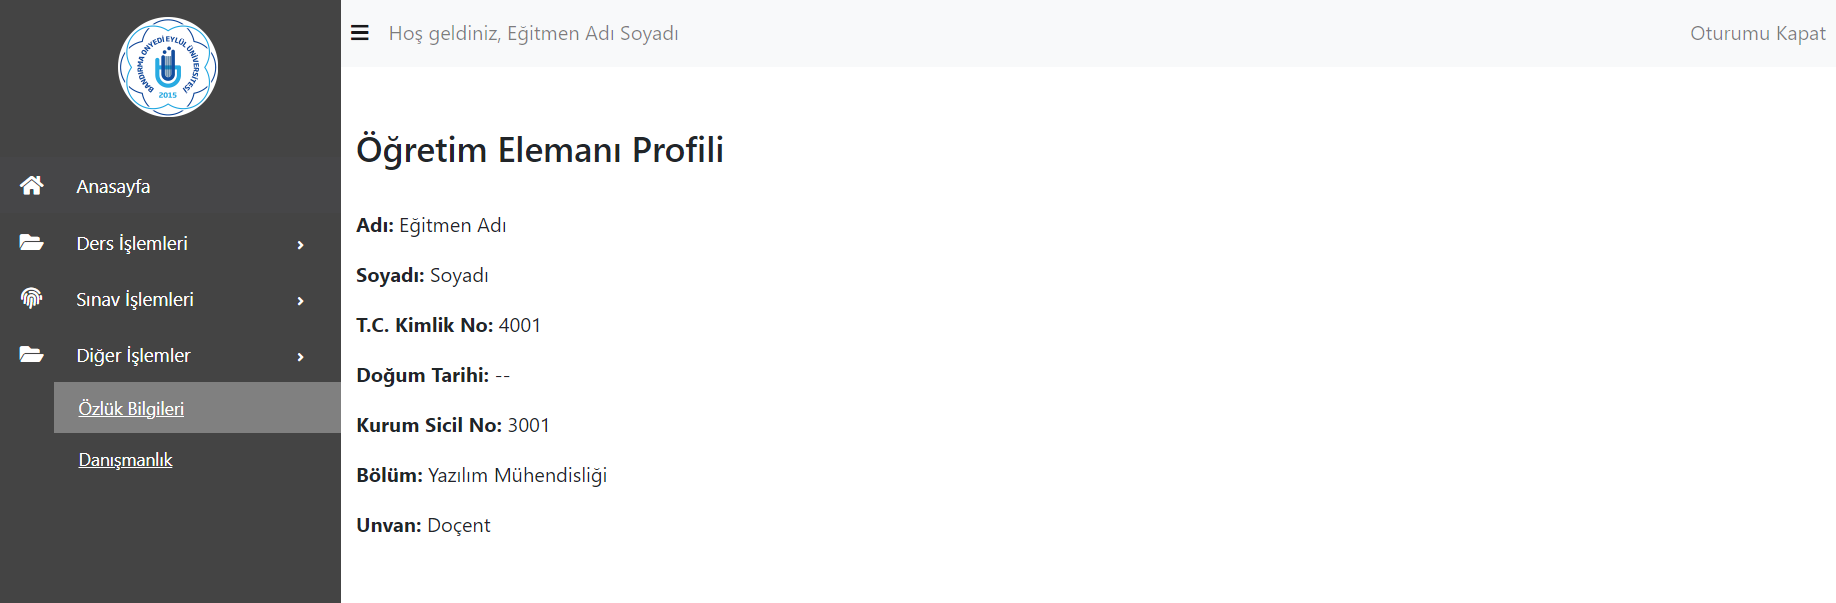 BANDIRMA ONYEDİ EYLÜL ÜNİVERSİTESİ
2015
Anasayfa
Ders İşlemleri
Sınav İşlemleri
Diğer İşlemler
Özlük Bilgileri
Danışmanlık
Hoş geldiniz, Eğitmen Adı Soyadı
Oturumu Kapat
Öğretim Elemanı Profili
Adı: Eğitmen Adı
Soyadı: Soyadı
T.C. Kimlik No: 4001
Doğum Tarihi: --
Kurum Sicil No: 3001
Bölüm: Yazılım Mühendisliği
Unvan: Doçent